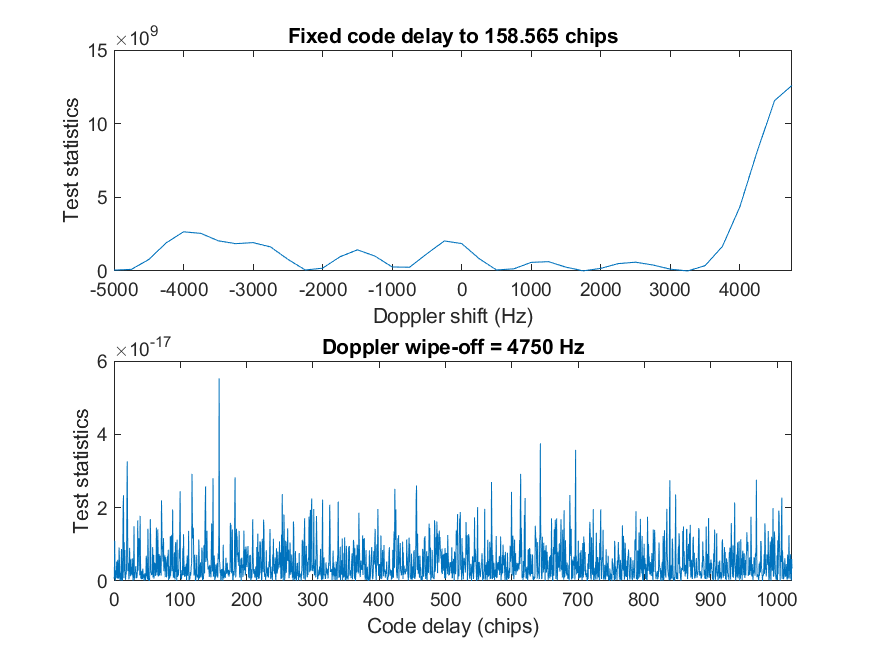 ×10⁹
Fixed code delay to 158.565 chips
15
10
5
0
Test statistics
-5000 -4000 -3000 -2000 -1000 0 1000 2000 3000 4000
Doppler shift (Hz)
×10⁻¹⁷
Doppler wipe-off = 4750 Hz
6
4
2
0
Test statistics
0 100 200 300 400 500 600 700 800 900 1000
Code delay (chips)